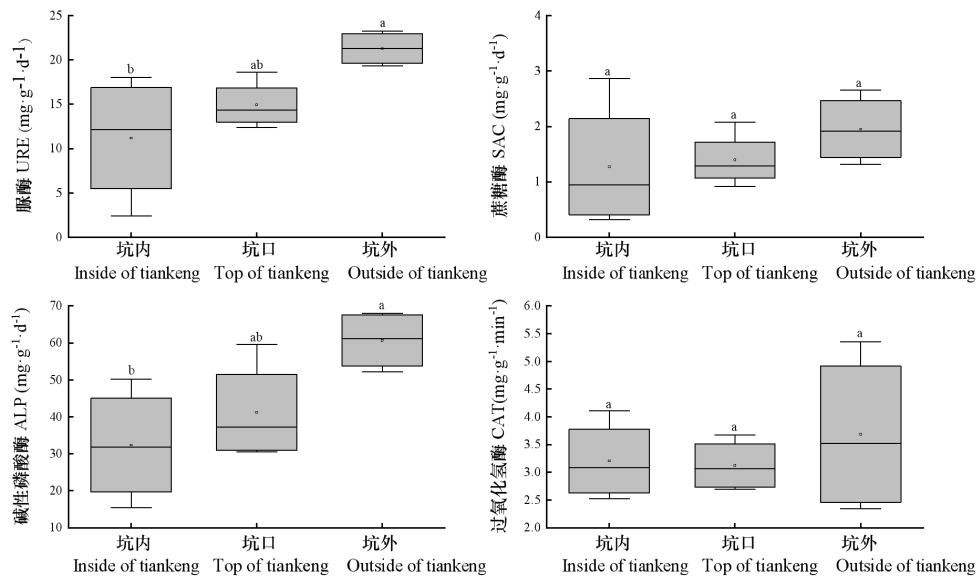 脲酶 URE (mg·g-1·d-1)
25
20
15
10
5
0
b
ab
a
坑内 坑口 坑外
Inside of tiankeng Top of tiankeng Outside of tiankeng
蔗糖酶 SAC (mg·g-1·d-1)
4
3
2
1
0
a
a
a
坑内 坑口 坑外
Inside of tiankeng Top of tiankeng Outside of tiankeng
碱性磷酸酶 ALP (mg·g-1·d-1)
70
60
50
40
30
20
10
b
ab
a
坑内 坑口 坑外
Inside of tiankeng Top of tiankeng Outside of tiankeng
过氧化氢酶 CAT(mg·g-1·min-1)
6.0
5.5
5.0
4.5
4.0
3.5
3.0
2.5
2.0
a
a
a
坑内 坑口 坑外
Inside of tiankeng Top of tiankeng Outside of tiankeng